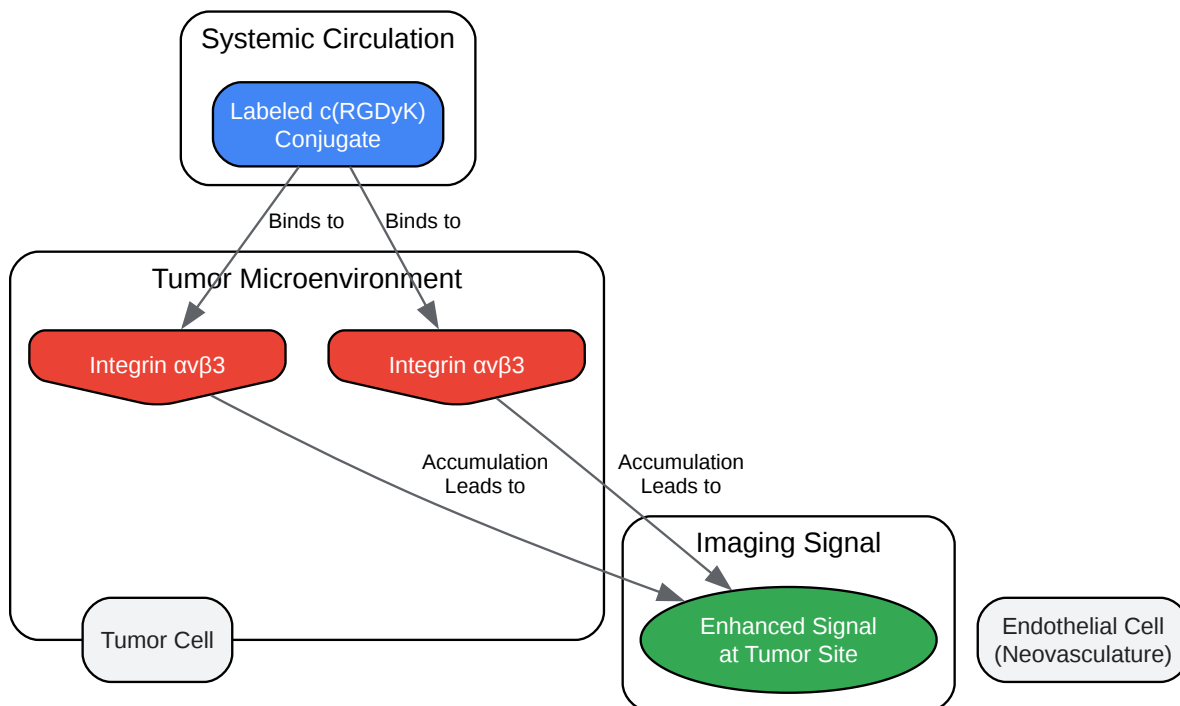 Systemic Circulation
Labeled c(RGDyK)
Conjugate
Binds to
Binds to
Tumor Microenvironment
Integrin αvβ3
Integrin αvβ3
Accumulation
Leads to
Accumulation
Leads to
Imaging Signal
Enhanced Signal
at Tumor Site
Tumor Cell
Endothelial Cell
(Neovasculature)